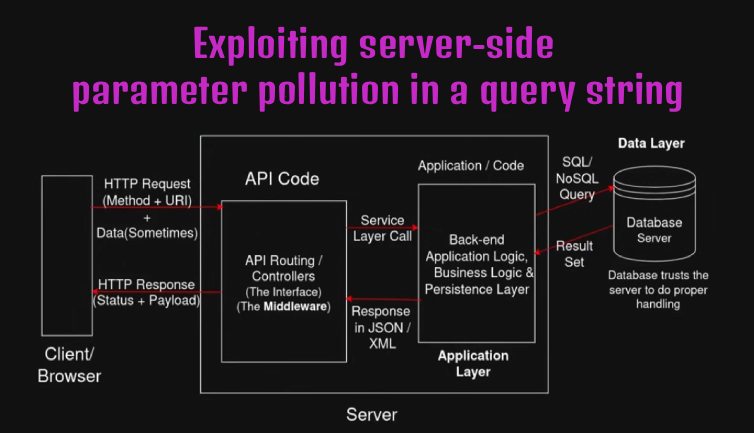 Exploiting server-side
parameter pollution in a query string
Data Layer
HTTP Request
(Method + URI)
+
Data(Sometimes)
HTTP Response
(Status + Payload)
Client/
Browser
API Code
API Routing /
Controllers
(The Interface)
(The Middleware)
Service
Layer Call
Response
in JSON /
XML
Application / Code
Back-end
Application Logic,
Business Logic &
Persistence Layer
Application
Layer
SQL/
NoSQL
Query
Result
Set
Database
Server
Database trusts the
server to do proper
handling
Server